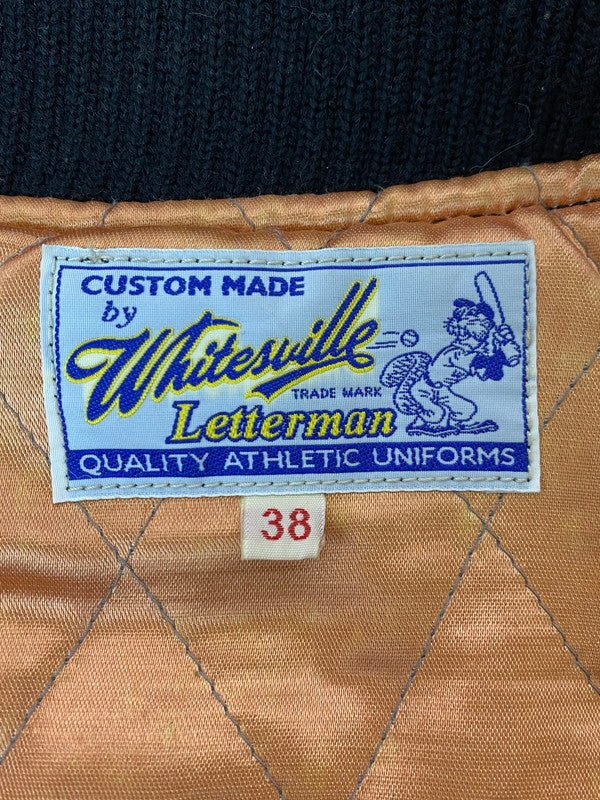 CUSTOM MADE
by
Whitesville
TRADE MARK
Letterman
QUALITY ATHLETIC UNIFORMS
38